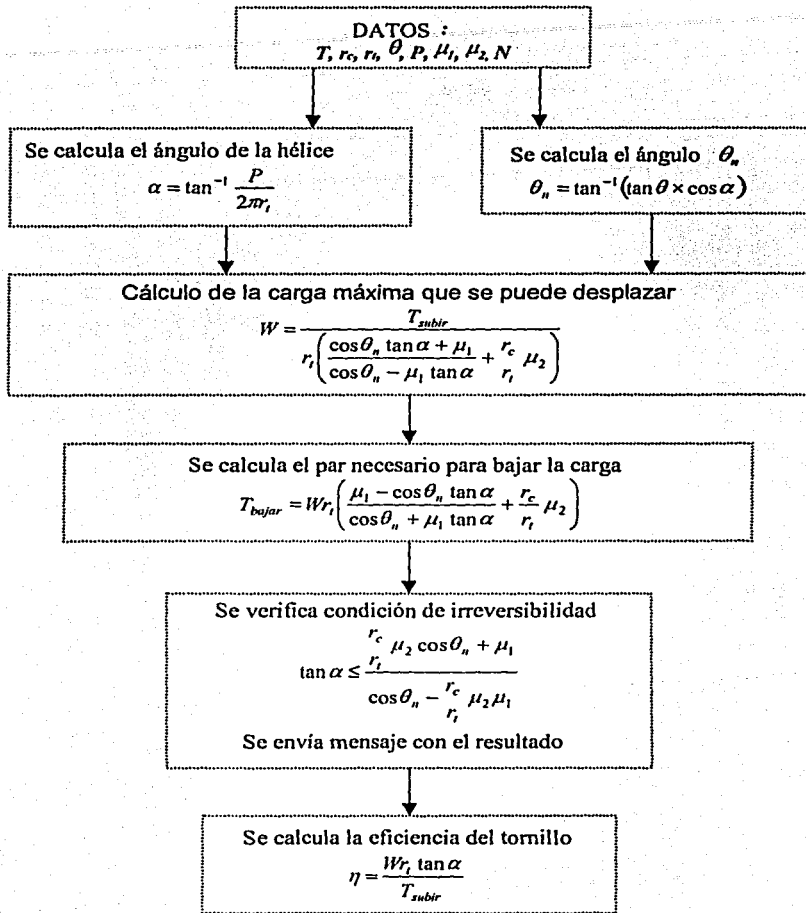 DATOS :
T, r_c, r_t, θ, P, μ_1, μ_2, N
Se calcula el ángulo de la hélice
α = tan⁻¹ P / 2πr_t
Se calcula el ángulo θ_n
θ_n = tan⁻¹(tan θ × cos α)
Cálculo de la carga máxima que se puede desplazar
W = T_subir / r_t((cos θ_n tan α + μ_1) / (cos θ_n − μ_1 tan α) + r_c / r_t μ_2)
Se calcula el par necesario para bajar la carga
T_bajar = Wr_t((μ_1 − cos θ_n tan α) / (cos θ_n + μ_1 tan α) + r_c / r_t μ_2)
Se verifica condición de irreversibilidad
tan α ≤ (r_c / r_t μ_2 cos θ_n + μ_1) / (cos θ_n − r_c / r_t μ_2 μ_1)
Se envía mensaje con el resultado
Se calcula la eficiencia del tornillo
η = Wr_t tan α / T_subir